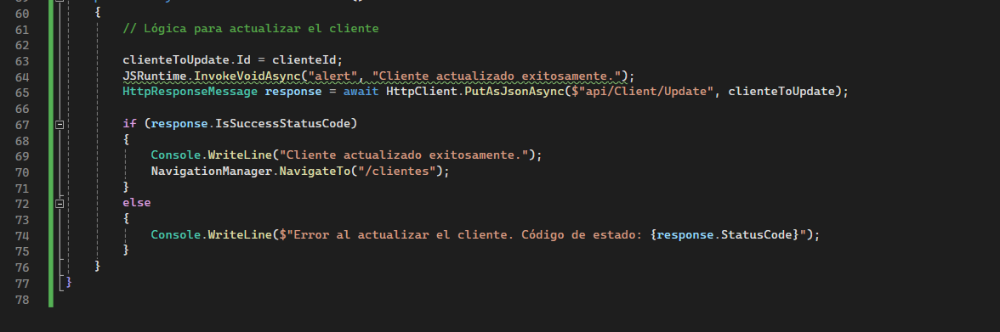 60 {
61 // Lógica para actualizar el cliente
62
63 clienteToUpdate.Id = clienteId;
64 JSRuntime.InvokeVoidAsync("alert", "Cliente actualizado exitosamente.");
65 HttpResponseMessage response = await HttpClient.PutAsJsonAsync($"api/Client/Update", clienteToUpdate);
66
67 if (response.IsSuccessStatusCode)
68 {
69 Console.WriteLine("Cliente actualizado exitosamente.");
70 NavigationManager.NavigateTo("/clientes");
71 }
72 else
73 {
74 Console.WriteLine($"Error al actualizar el cliente. Código de estado: {response.StatusCode}");
75 }
76 }
77 }
78